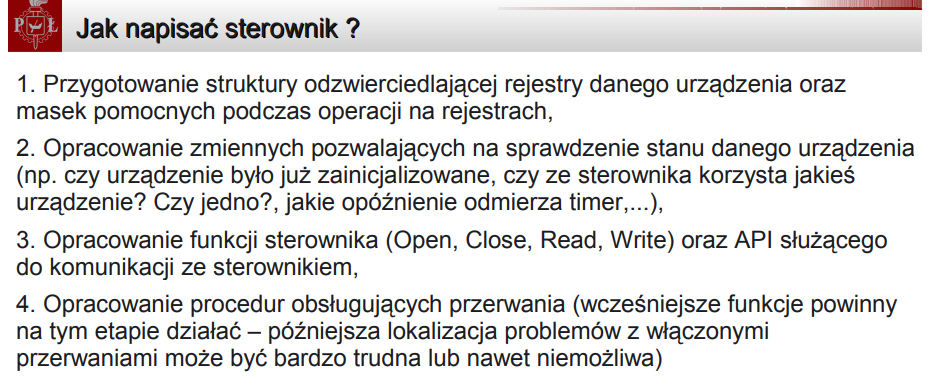 P Ł
Jak napisać sterownik ?
1. Przygotowanie struktury odzwierciedlającej rejestry danego urządzenia oraz
masek pomocnych podczas operacji na rejestrach,
2. Opracowanie zmiennych pozwalających na sprawdzenie stanu danego urządzenia
(np. czy urządzenie było już zainicjalizowane, czy ze sterownika korzysta jakieś
urządzenie? Czy jedno?, jakie opóźnienie odmierza timer,...),
3. Opracowanie funkcji sterownika (Open, Close, Read, Write) oraz API służącego
do komunikacji ze sterownikiem,
4. Opracowanie procedur obsługujących przerwania (wcześniejsze funkcje powinny
na tym etapie działać – późniejsza lokalizacja problemów z włączonymi
przerwaniami może być bardzo trudna lub nawet niemożliwa)